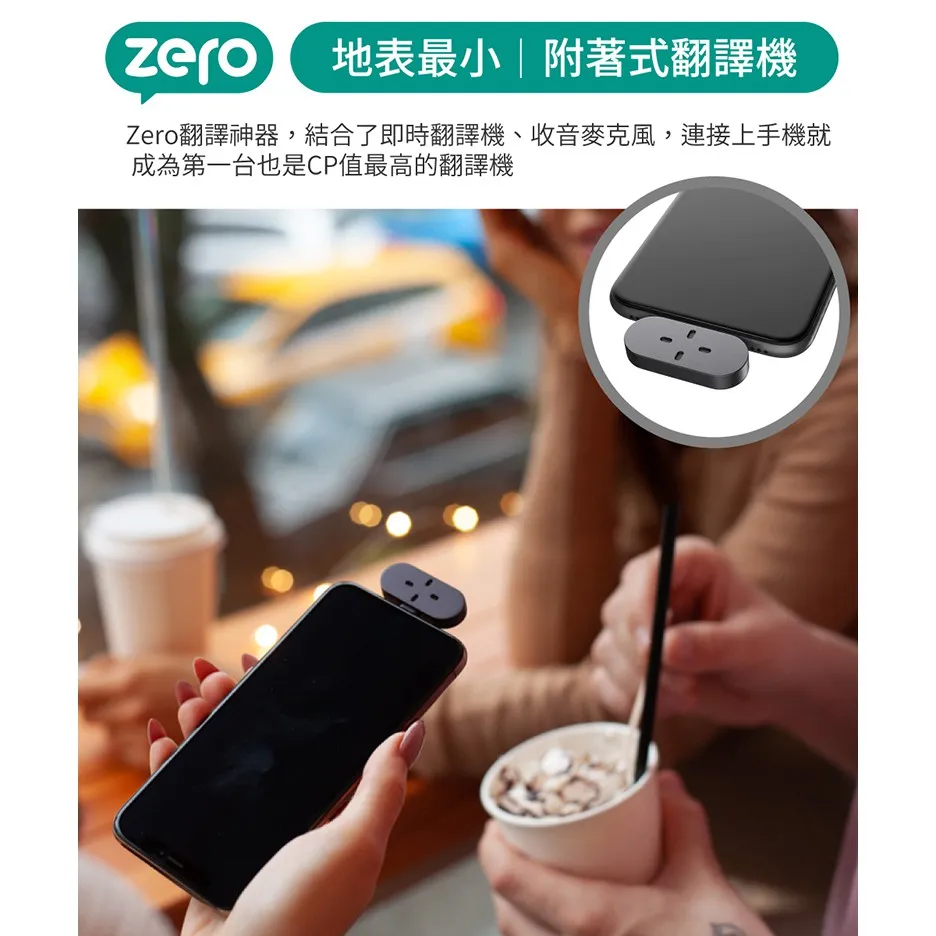 zero
地表最小｜附著式翻譯機
Zero翻譯神器，結合了即時翻譯機、收音麥克風，連接上手機就
成為第一台也是CP值最高的翻譯機